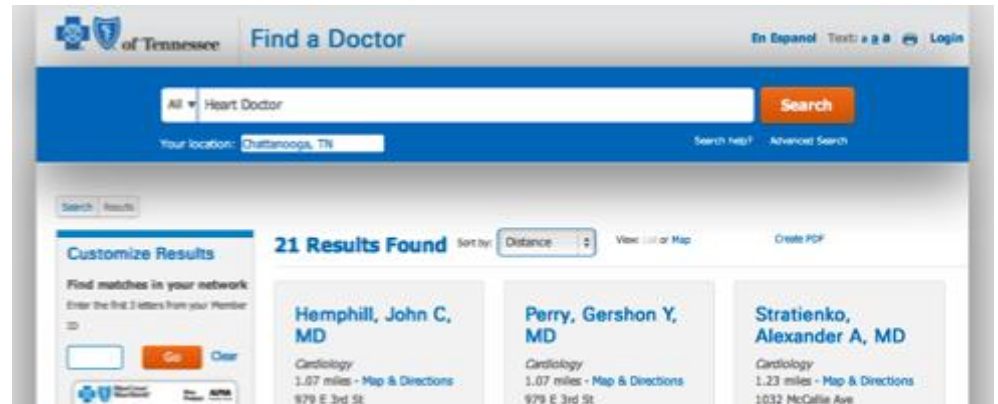 of Tennessee Find a Doctor En Espanol Text: a a a Login
All Heart Doctor Search
Your location: Chattanooga, TN Search help? Advanced Search
Search Results
Customize Results
21 Results Found Sort by: Distance View: List or Map Create PDF
Find matches in your network
Enter the first 3 letters from your Member
ID
Go Clear
Hemphill, John C,
MD
Cardiology
1.07 miles - Map & Directions
979 E 3rd St
Perry, Gershon Y,
MD
Cardiology
1.07 miles - Map & Directions
979 E 3rd St
Stratienko,
Alexander A, MD
Cardiology
1.23 miles - Map & Directions
1032 McCallie Ave